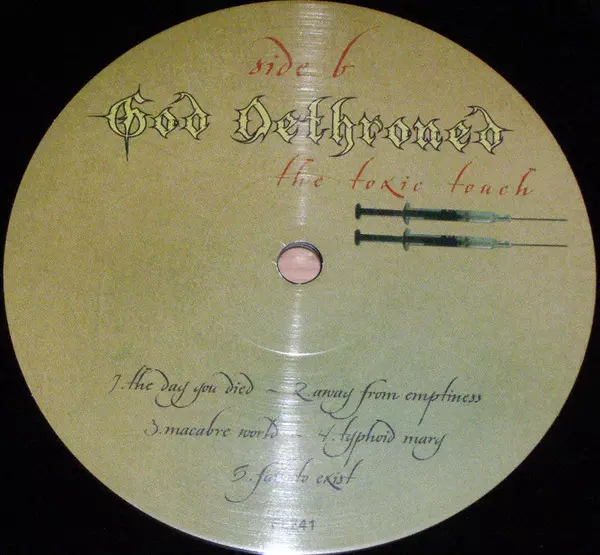 side b
God Dethroned
the toxic touch
1. the day you died ~ 2. away from emptiness
3. macabre world ~ 4. typhoid mary
5. to exist
241